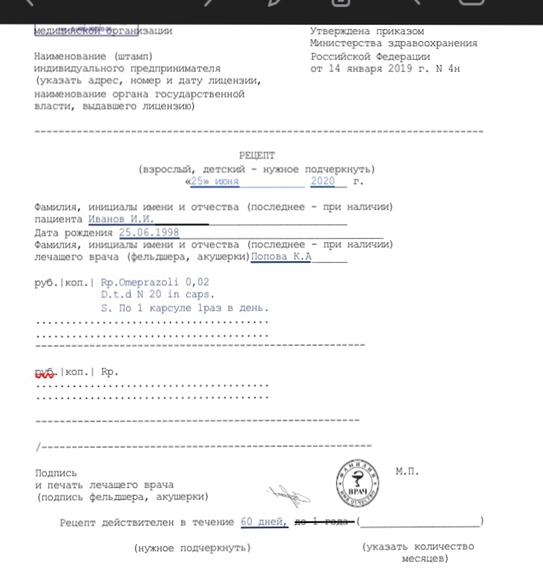 медицинской организации
Утверждена приказом
Министерства здравоохранения
Российской Федерации
от 14 января 2019 г. N 4н
Наименование (штамп)
индивидуального предпринимателя
(указать адрес, номер и дату лицензии,
наименование органа государственной
власти, выдавшего лицензию)
РЕЦЕПТ
(взрослый, детский - нужное подчеркнуть)
«25» июня 2020 г.
Фамилия, инициалы имени и отчества (последнее - при наличии)
пациента Иванов И.И.
Дата рождения 25.06.1998
Фамилия, инициалы имени и отчества (последнее - при наличии)
лечащего врача (фельдшера, акушерки) Попова К.А
руб.|коп.| Rp.Omeprazoli 0,02
D.t.d N 20 in caps.
S. По 1 карсуле 1раз в день.
руб.|коп.| Rp.
Подпись
и печать лечащего врача
(подпись фельдшера, акушерки)
ФАМИЛИЯ
ВРАЧ
ИМЯ ОТЧЕСТВО
М.П.
Рецепт действителен в течение 60 дней, до 1 года (
)
(нужное подчеркнуть)
(указать количество
месяцев)